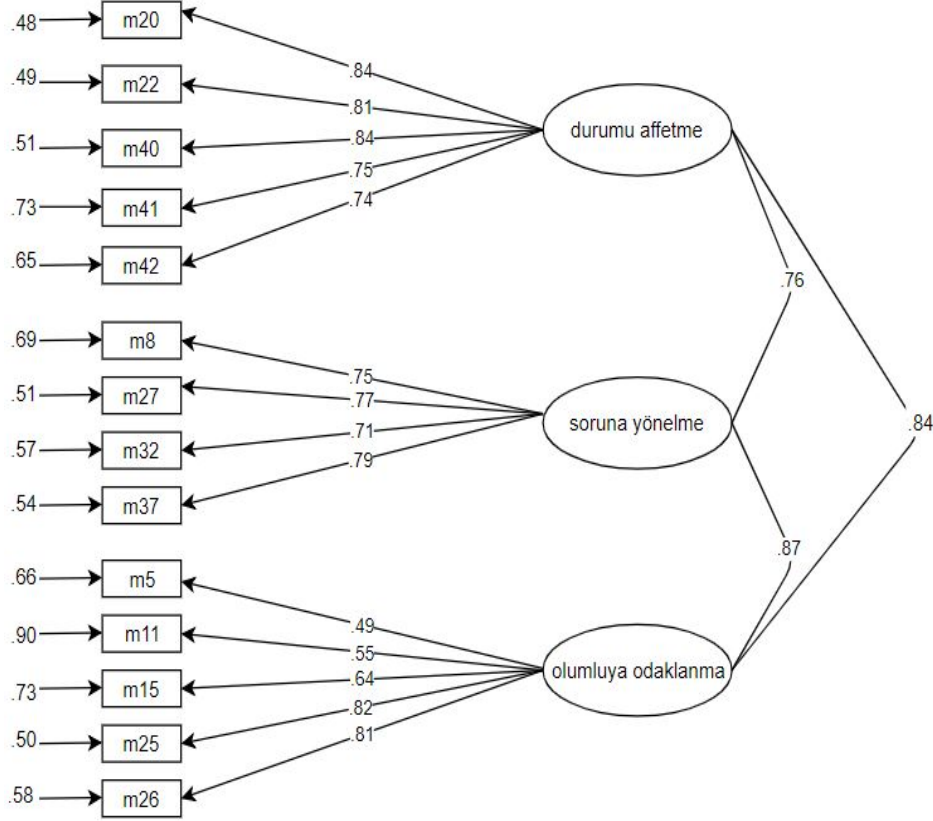 .48 m20
.84
.49 m22
.81
durumu affetme
.51 m40
.84
.73 m41
.75
.65 m42
.74
.76
.69 m8
.75
.51 m27
.77
soruna yönelme
.84
.57 m32
.71
.54 m37
.79
.87
.66 m5
.49
.90 m11
.55
olumluya odaklanma
.73 m15
.64
.50 m25
.82
.58 m26
.81